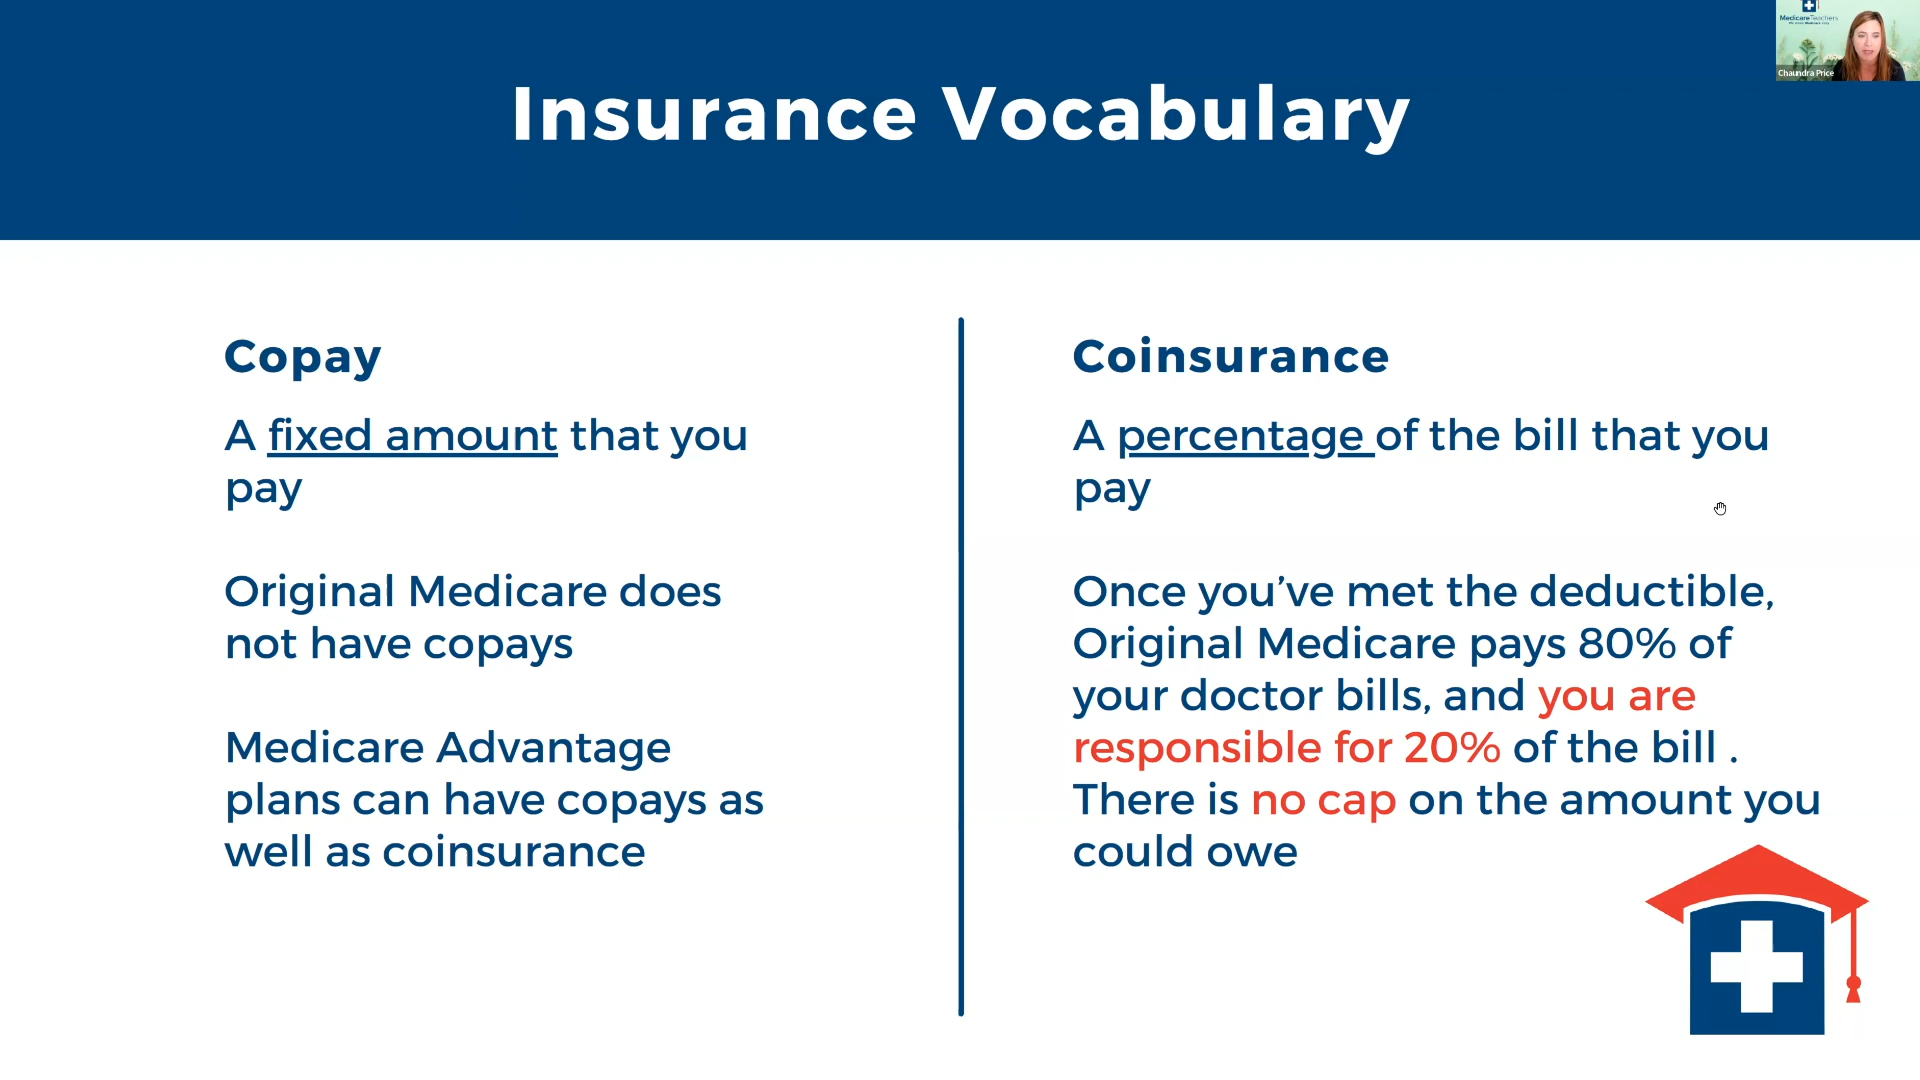 Insurance Vocabulary
MedicareTeachers
Chaundra Price
Copay
A fixed amount that you
pay
Original Medicare does
not have copays
Medicare Advantage
plans can have copays as
well as coinsurance
Coinsurance
A percentage of the bill that you
pay
Once you’ve met the deductible,
Original Medicare pays 80% of
your doctor bills, and you are
responsible for 20% of the bill .
There is no cap on the amount you
could owe